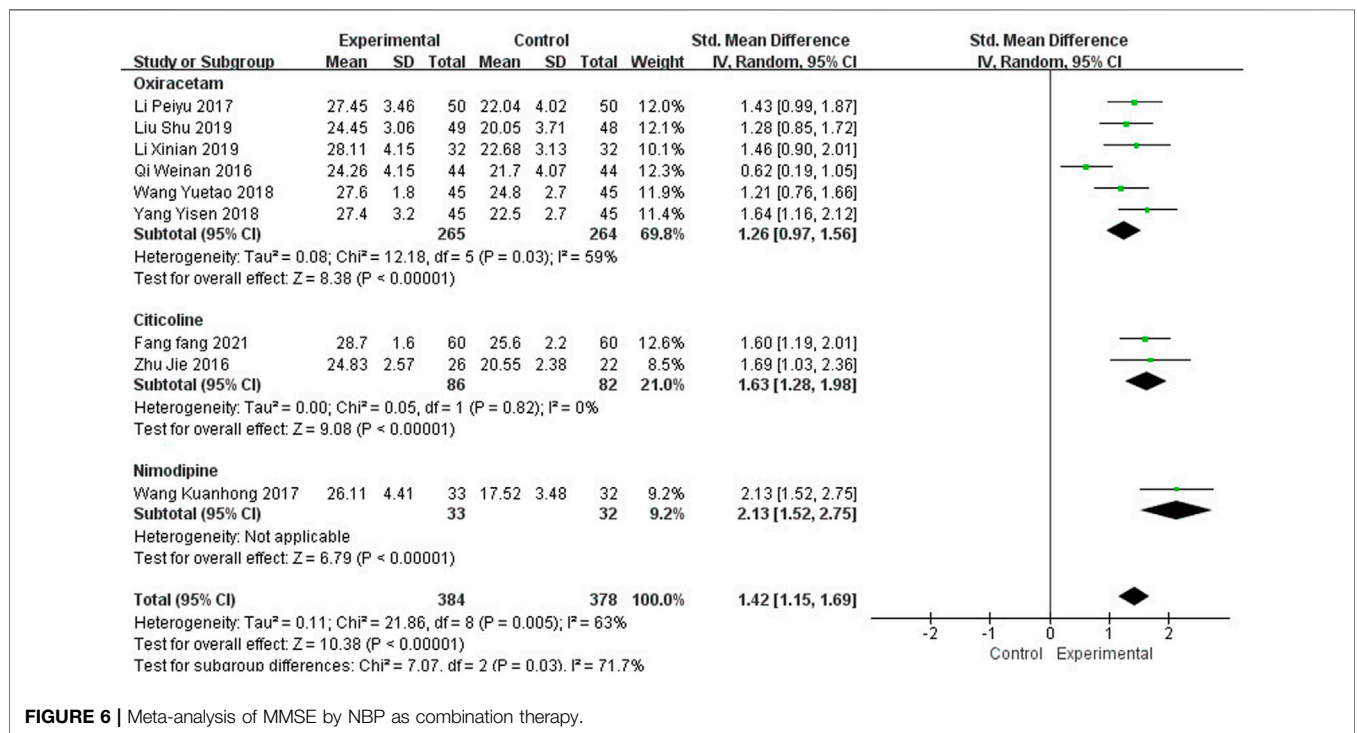 Experimental Control Std. Mean Difference Std. Mean Difference
Study or Subgroup Mean SD Total Mean SD Total Weight IV, Random, 95% CI IV, Random, 95% CI
Oxiracetam
Li Peiyu 2017 27.45 3.46 50 22.04 4.02 50 12.0% 1.43 [0.99, 1.87]
Liu Shu 2019 24.45 3.06 49 20.05 3.71 48 12.1% 1.28 [0.85, 1.72]
Li Xinian 2019 28.11 4.15 32 22.68 3.13 32 10.1% 1.46 [0.90, 2.01]
Qi Weinan 2016 24.26 4.15 44 21.7 4.07 44 12.3% 0.62 [0.19, 1.05]
Wang Yuetao 2018 27.6 1.8 45 24.8 2.7 45 11.9% 1.21 [0.76, 1.66]
Yang Yisen 2018 27.4 3.2 45 22.5 2.7 45 11.4% 1.64 [1.16, 2.12]
Subtotal (95% CI) 265 264 69.8% 1.26 [0.97, 1.56]
Heterogeneity: Tau² = 0.08; Chi² = 12.18, df = 5 (P = 0.03); I² = 59%
Test for overall effect: Z = 8.38 (P < 0.00001)
Citicoline
Fang fang 2021 28.7 1.6 60 25.6 2.2 60 12.6% 1.60 [1.19, 2.01]
Zhu Jie 2016 24.83 2.57 26 20.55 2.38 22 8.5% 1.69 [1.03, 2.36]
Subtotal (95% CI) 86 82 21.0% 1.63 [1.28, 1.98]
Heterogeneity: Tau² = 0.00; Chi² = 0.05, df = 1 (P = 0.82); I² = 0%
Test for overall effect: Z = 9.08 (P < 0.00001)
Nimodipine
Wang Kuanhong 2017 26.11 4.41 33 17.52 3.48 32 9.2% 2.13 [1.52, 2.75]
Subtotal (95% CI) 33 32 9.2% 2.13 [1.52, 2.75]
Heterogeneity: Not applicable
Test for overall effect: Z = 6.79 (P < 0.00001)
Total (95% CI) 384 378 100.0% 1.42 [1.15, 1.69]
Heterogeneity: Tau² = 0.11; Chi² = 21.86, df = 8 (P = 0.005); I² = 63%
Test for overall effect: Z = 10.38 (P < 0.00001)
Test for subgroup differences: Chi² = 7.07, df = 2 (P = 0.03), I² = 71.7%
-2 -1 0 1 2
Control Experimental
FIGURE 6 | Meta-analysis of MMSE by NBP as combination therapy.